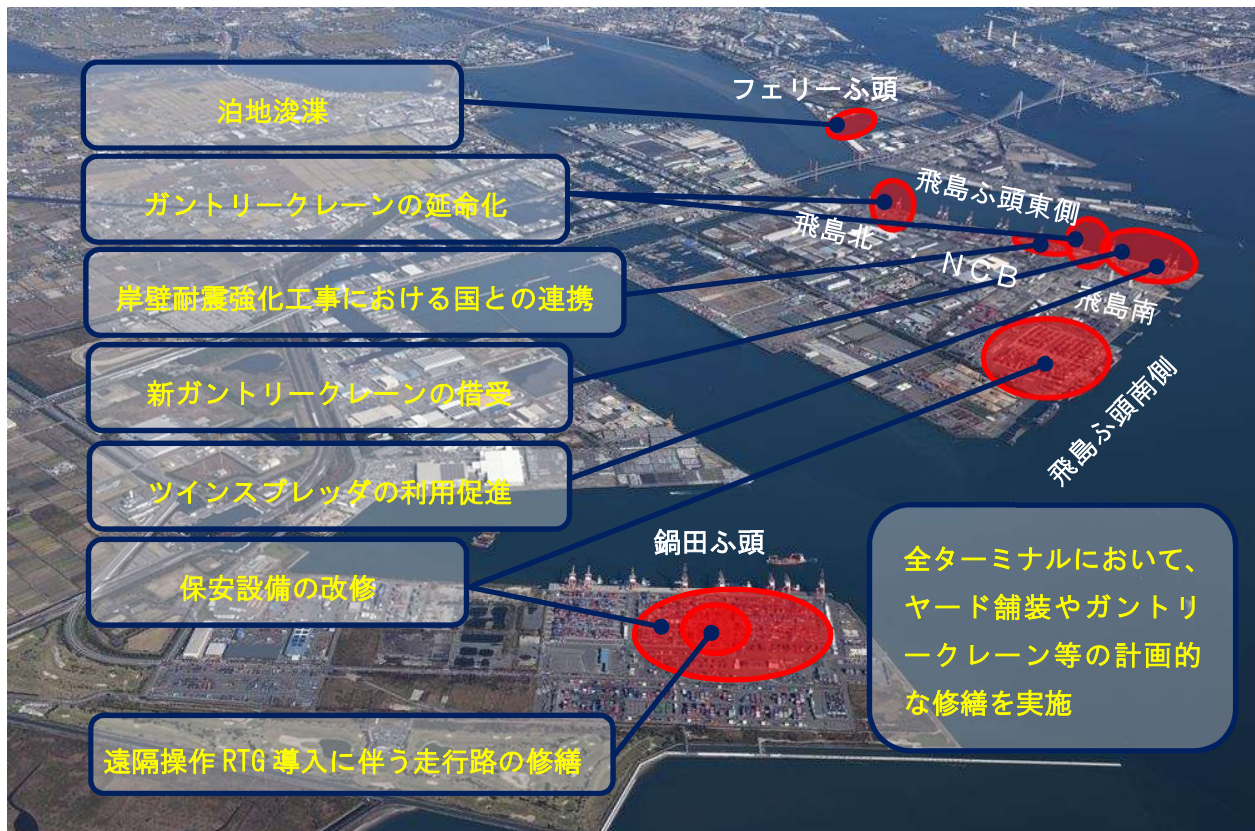 泊地浚渫
フェリーふ頭
ガントリークレーンの延命化
飛島ふ頭東側
飛島北
NCB
飛島南
岸壁耐震強化工事における国との連携
新ガントリークレーンの借受
飛島ふ頭南側
ツインスプレッダの利用促進
保安設備の改修
鍋田ふ頭
全ターミナルにおいて、
ヤード舗装やガントリ
ークレーン等の計画的
な修繕を実施
遠隔操作RTG導入に伴う走行路の修繕